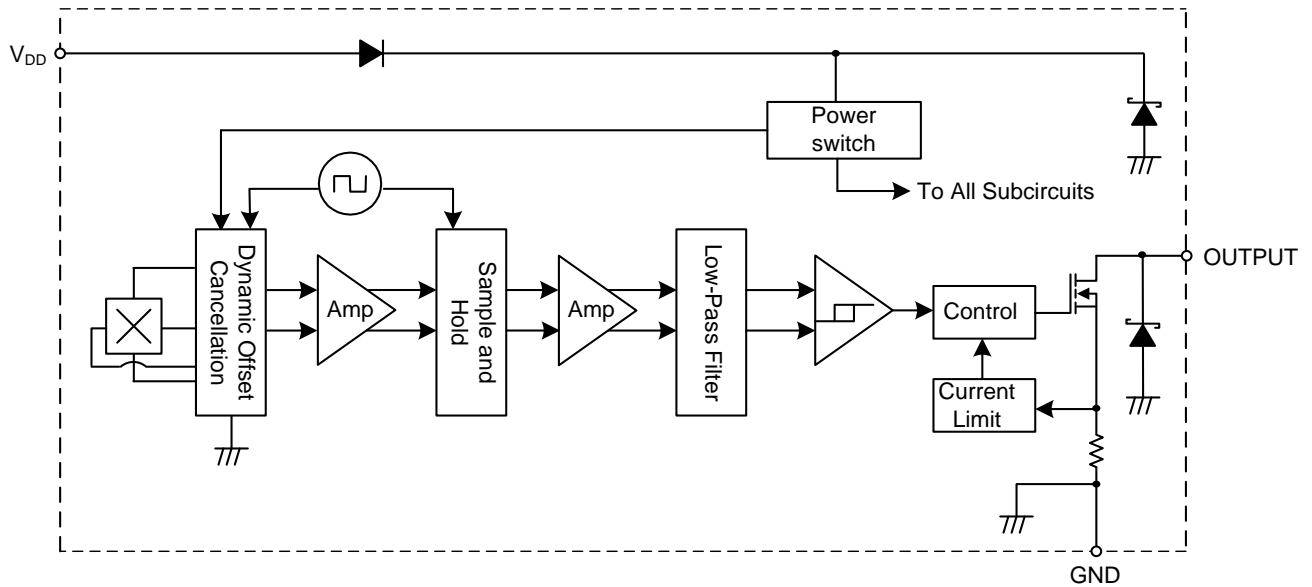 V_DD
Power
switch
To All Subcircuits
Dynamic Offset
Cancellation
Amp
Sample and
Hold
Amp
Low-Pass Filter
Control
Current
Limit
OUTPUT
GND